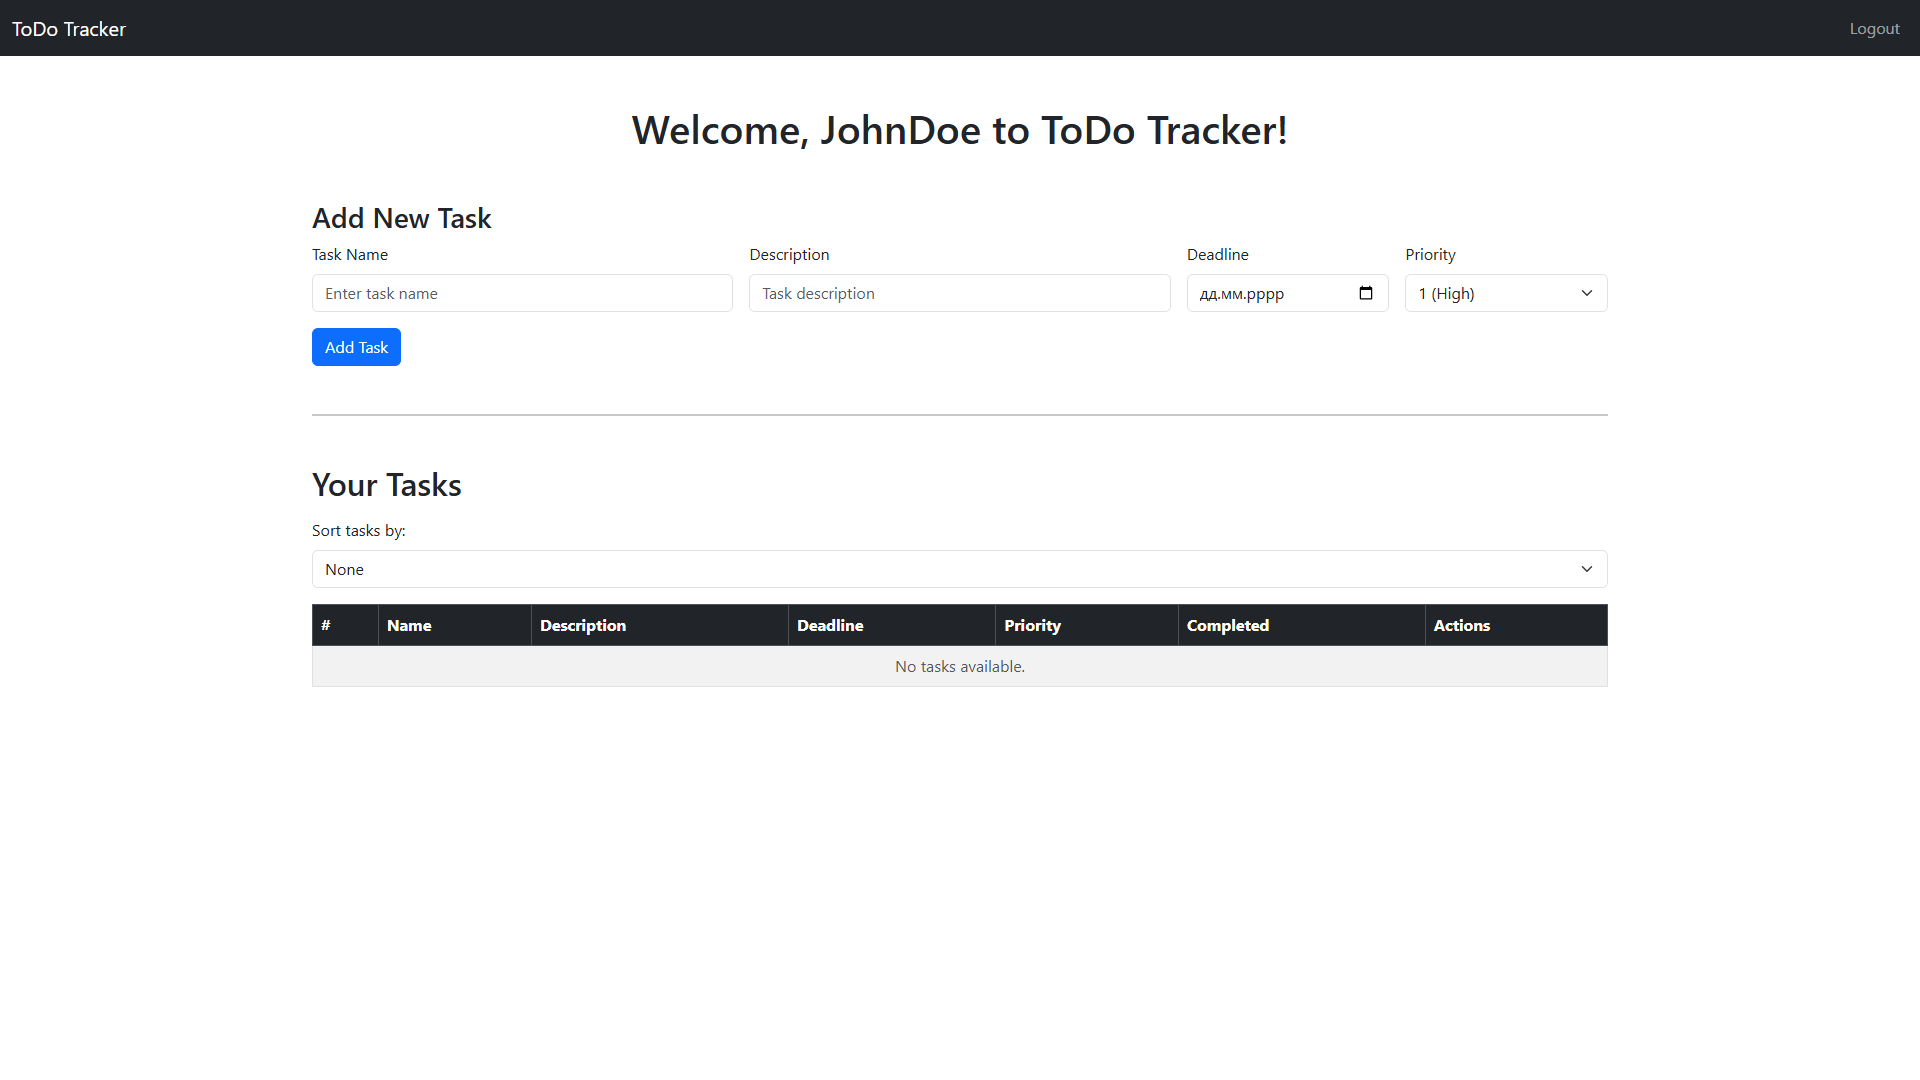 ToDo Tracker Logout
Welcome, JohnDoe to ToDo Tracker!
Add New Task
Task Name Description Deadline Priority
Enter task name Task description дд.мм.рррр 1 (High)
Add Task
Your Tasks
Sort tasks by:
None
# Name Description Deadline Priority Completed Actions
No tasks available.